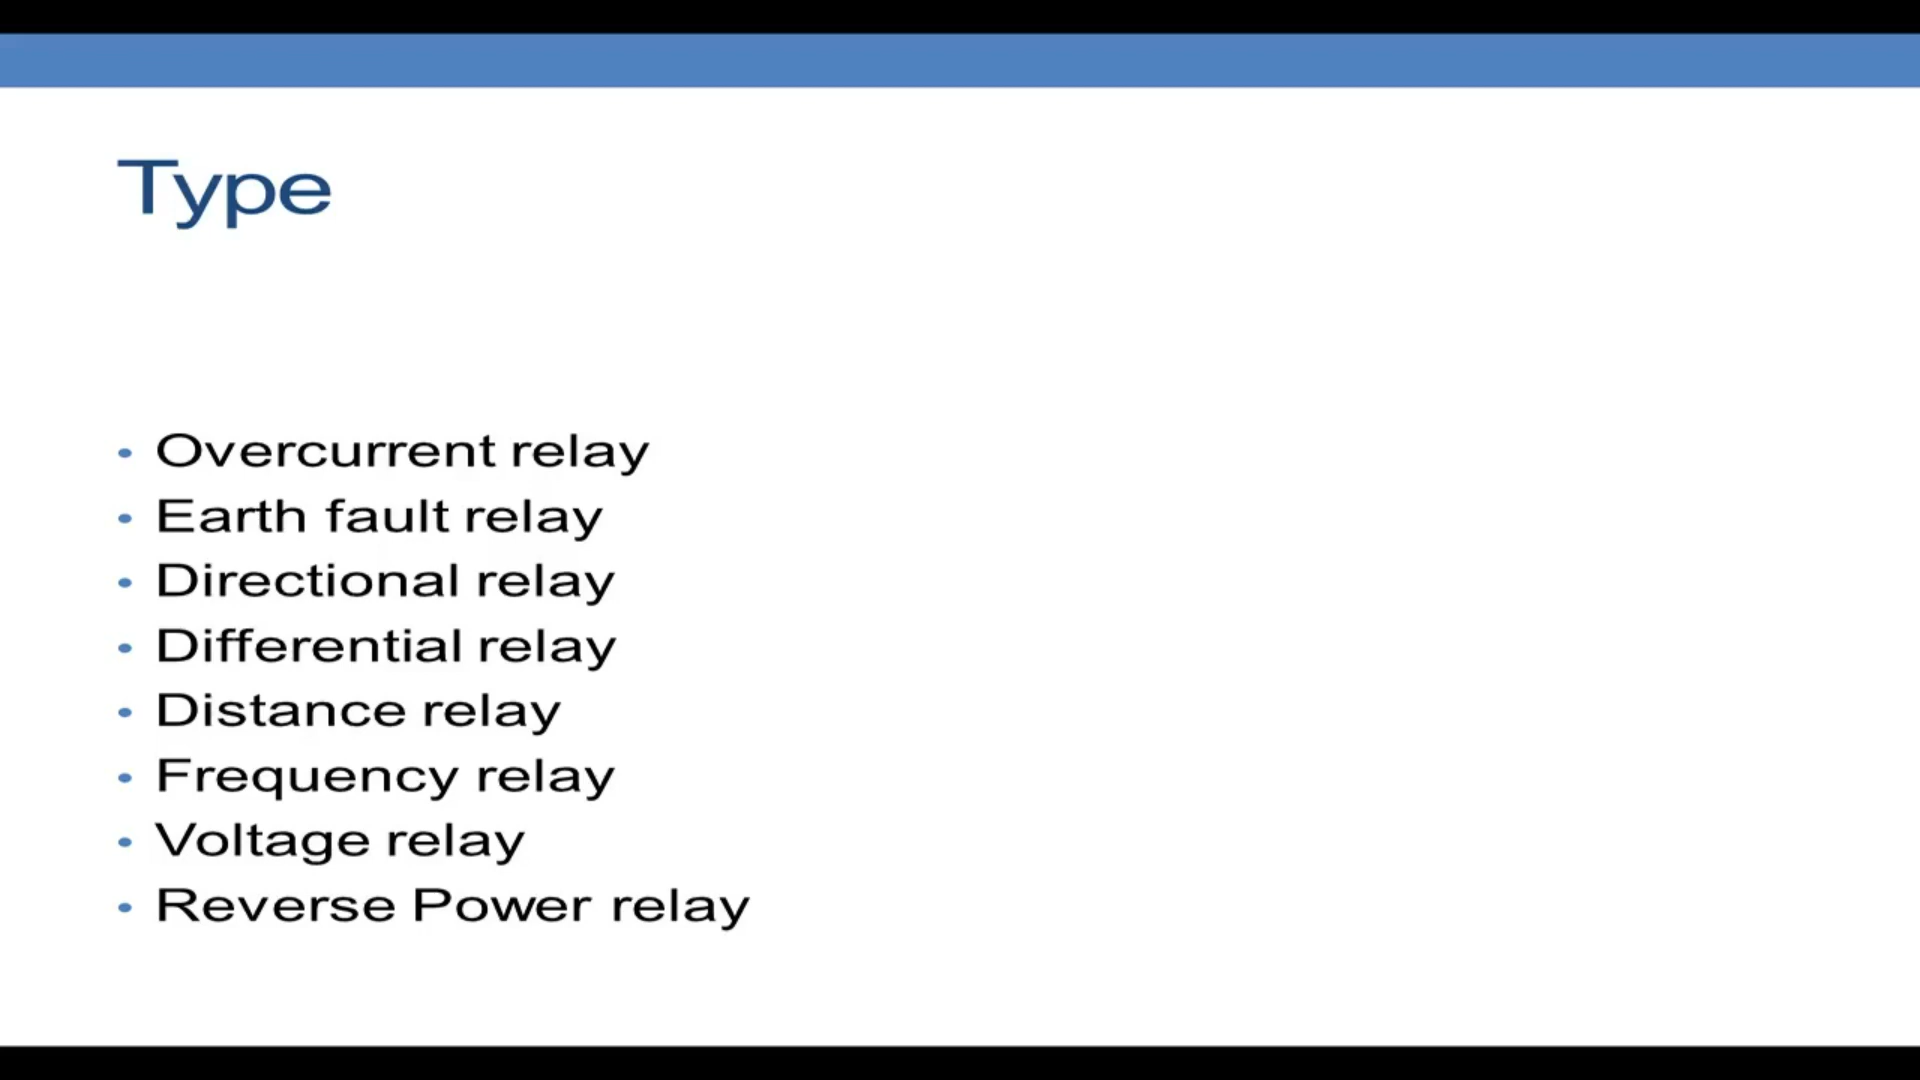 Type
• Overcurrent relay
• Earth fault relay
• Directional relay
• Differential relay
• Distance relay
• Frequency relay
• Voltage relay
• Reverse Power relay